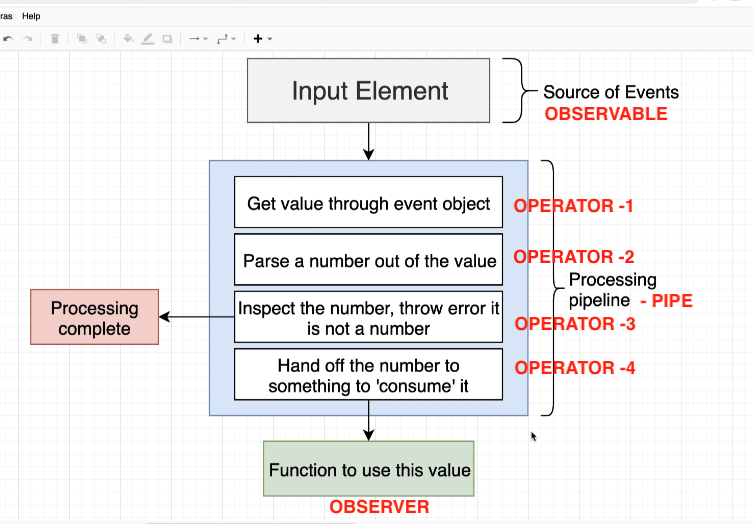 ras Help
Input Element
Source of Events
OBSERVABLE
Get value through event object
OPERATOR -1
Parse a number out of the value
OPERATOR -2
Processing
pipeline - PIPE
Inspect the number, throw error it
is not a number
OPERATOR -3
Processing
complete
Hand off the number to
something to 'consume' it
OPERATOR -4
Function to use this value
OBSERVER